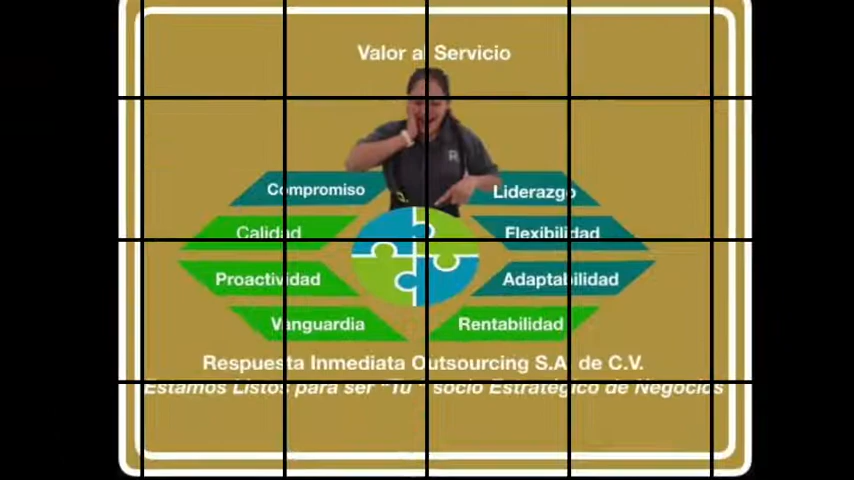 Valor al Servicio
R
Compromiso
Liderazgo
Calidad
Flexibilidad
Proactividad
Adaptabilidad
Vanguardia
Rentabilidad
Respuesta Inmediata Outsourcing S.A. de C.V.
Estamos Listos para ser "Tu" socio Estratégico de Negocios